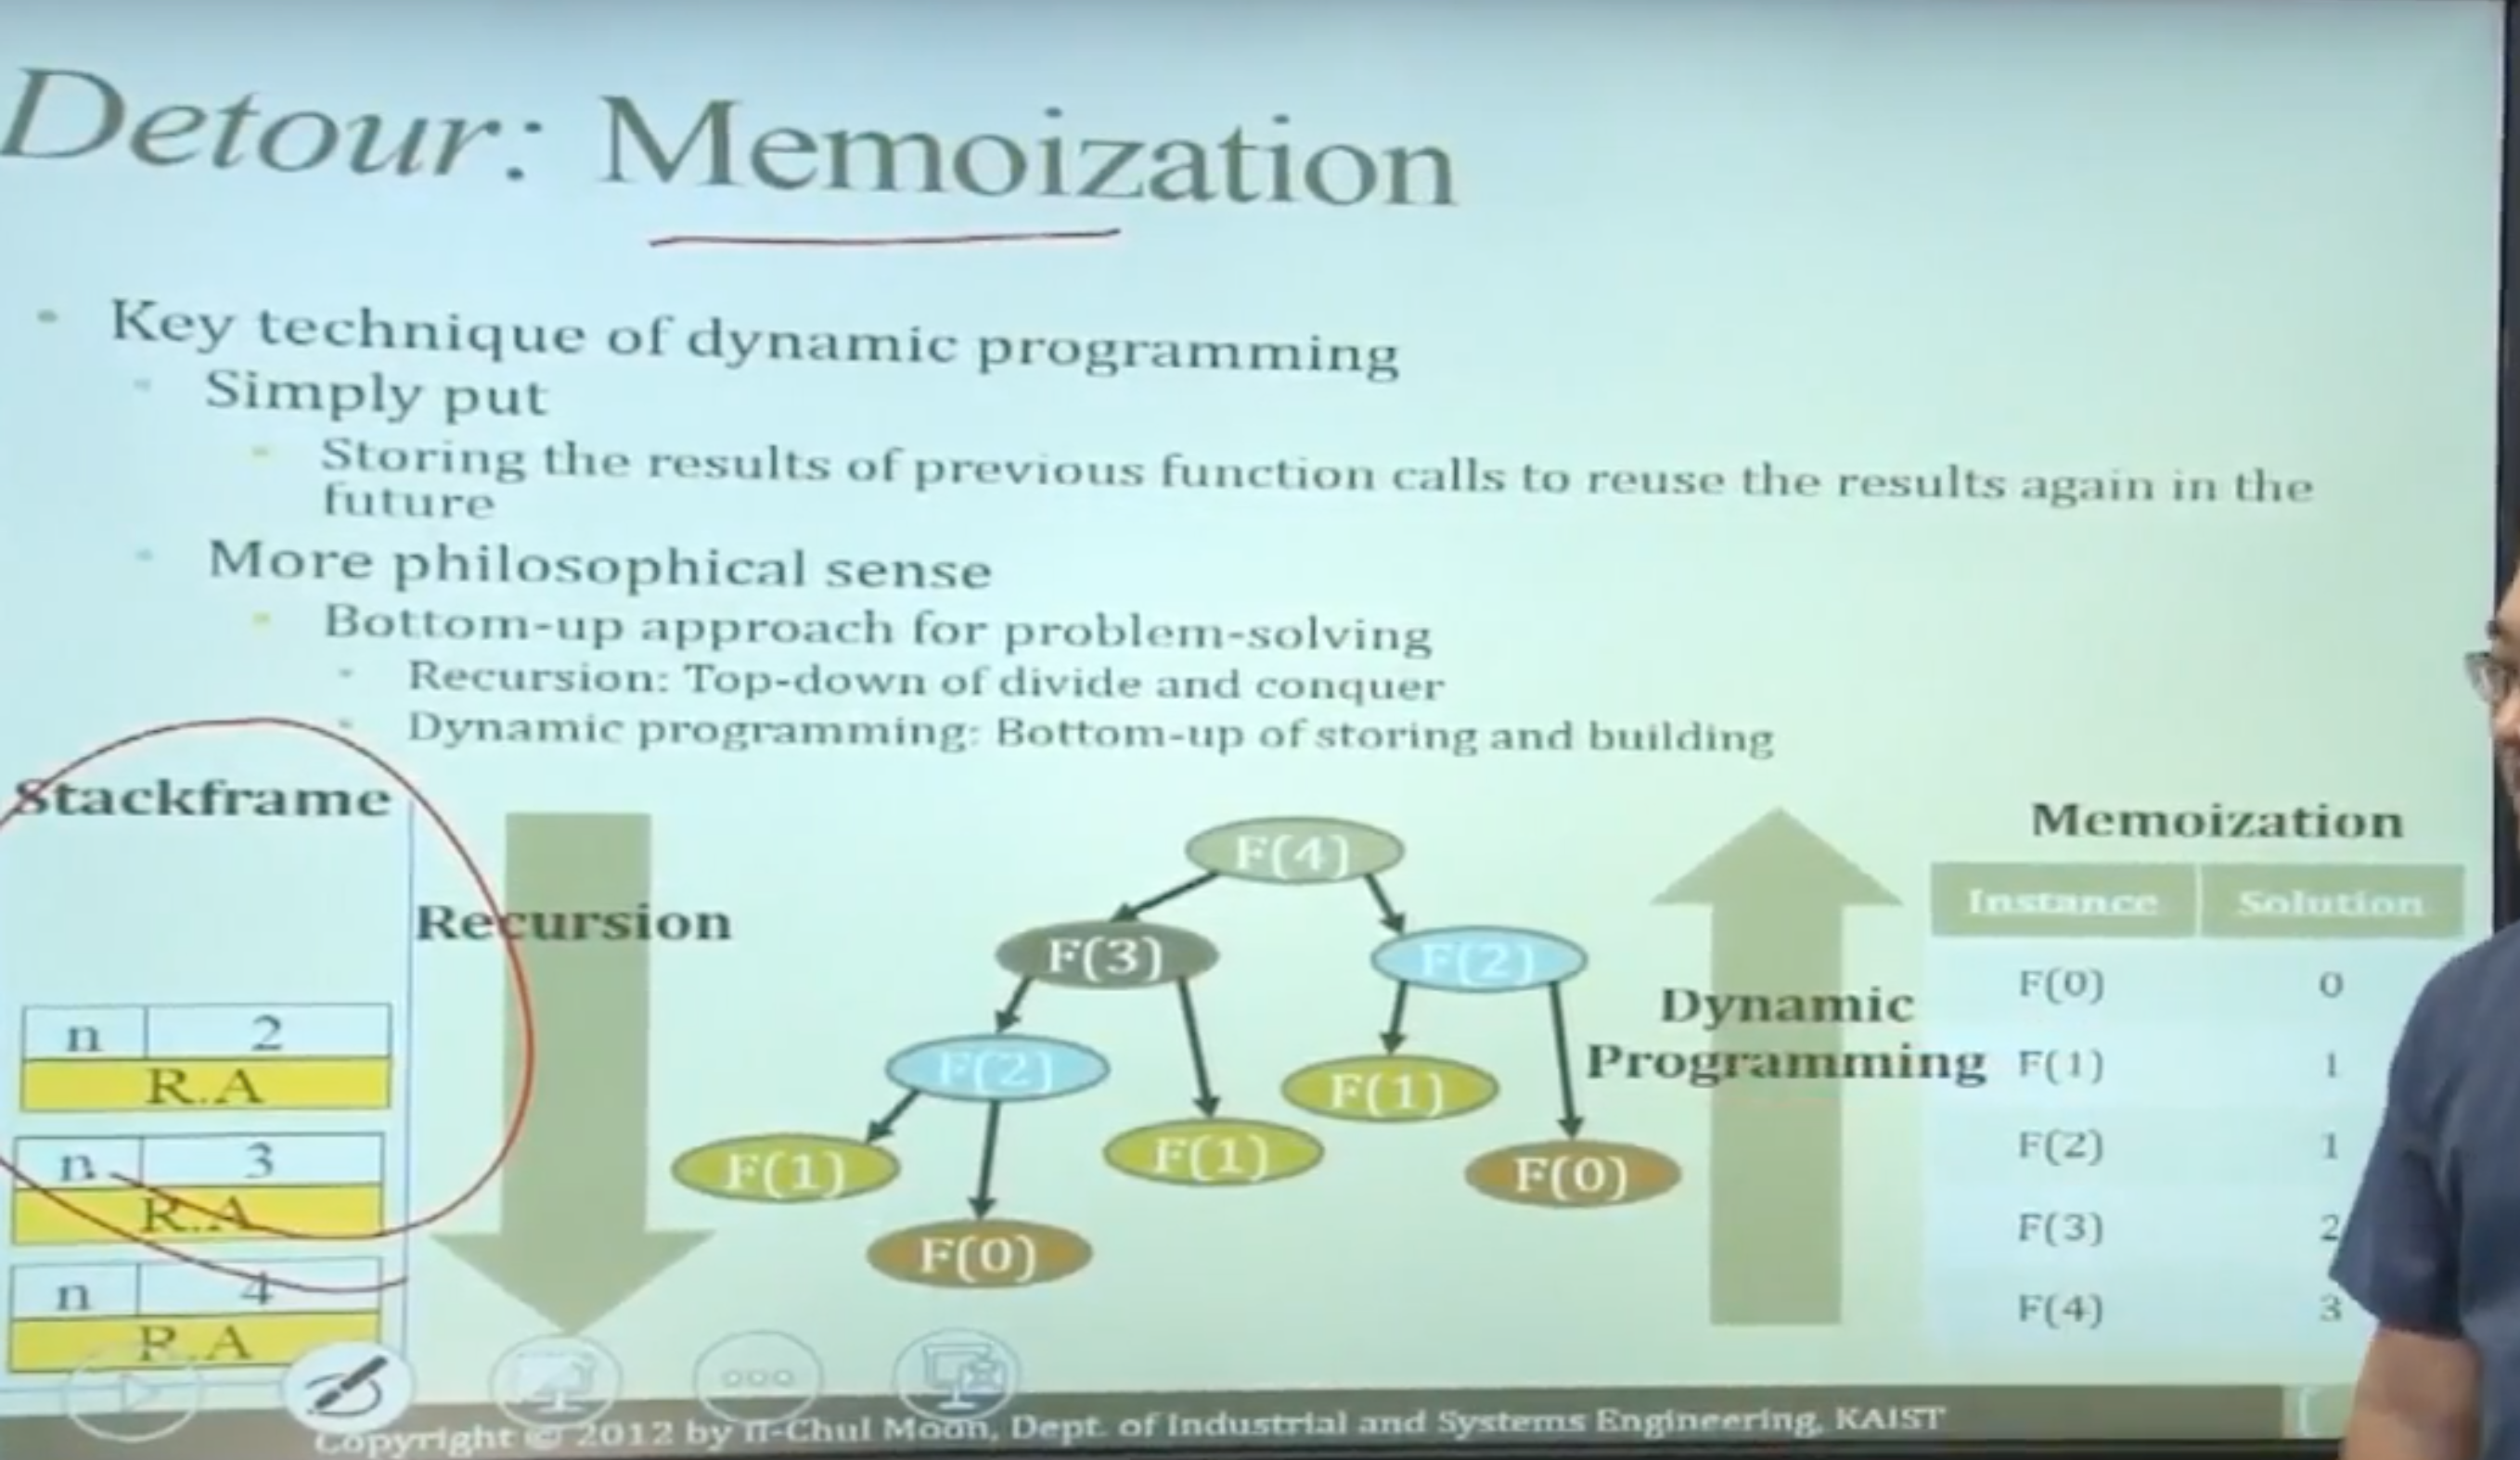 Detour: Memoization
Key technique of dynamic programming
Simply put
Storing the results of previous function calls to reuse the results again in the
future
More philosophical sense
Bottom-up approach for problem-solving
Recursion: Top-down of divide and conquer
Dynamic programming: Bottom-up of storing and building
Stackframe
n 2
R.A
n 3
R.A
n 4
R.A
Recursion
F(4)
F(3) F(2)
F(2) F(1) F(1) F(0)
F(1) F(0)
Dynamic
Programming
Memoization
Instance Solution
F(0) 0
F(1) 1
F(2) 1
F(3) 2
F(4) 3
Copyright © 2012 by Il-Chul Moon, Dept. of Industrial and Systems Engineering, KAIST